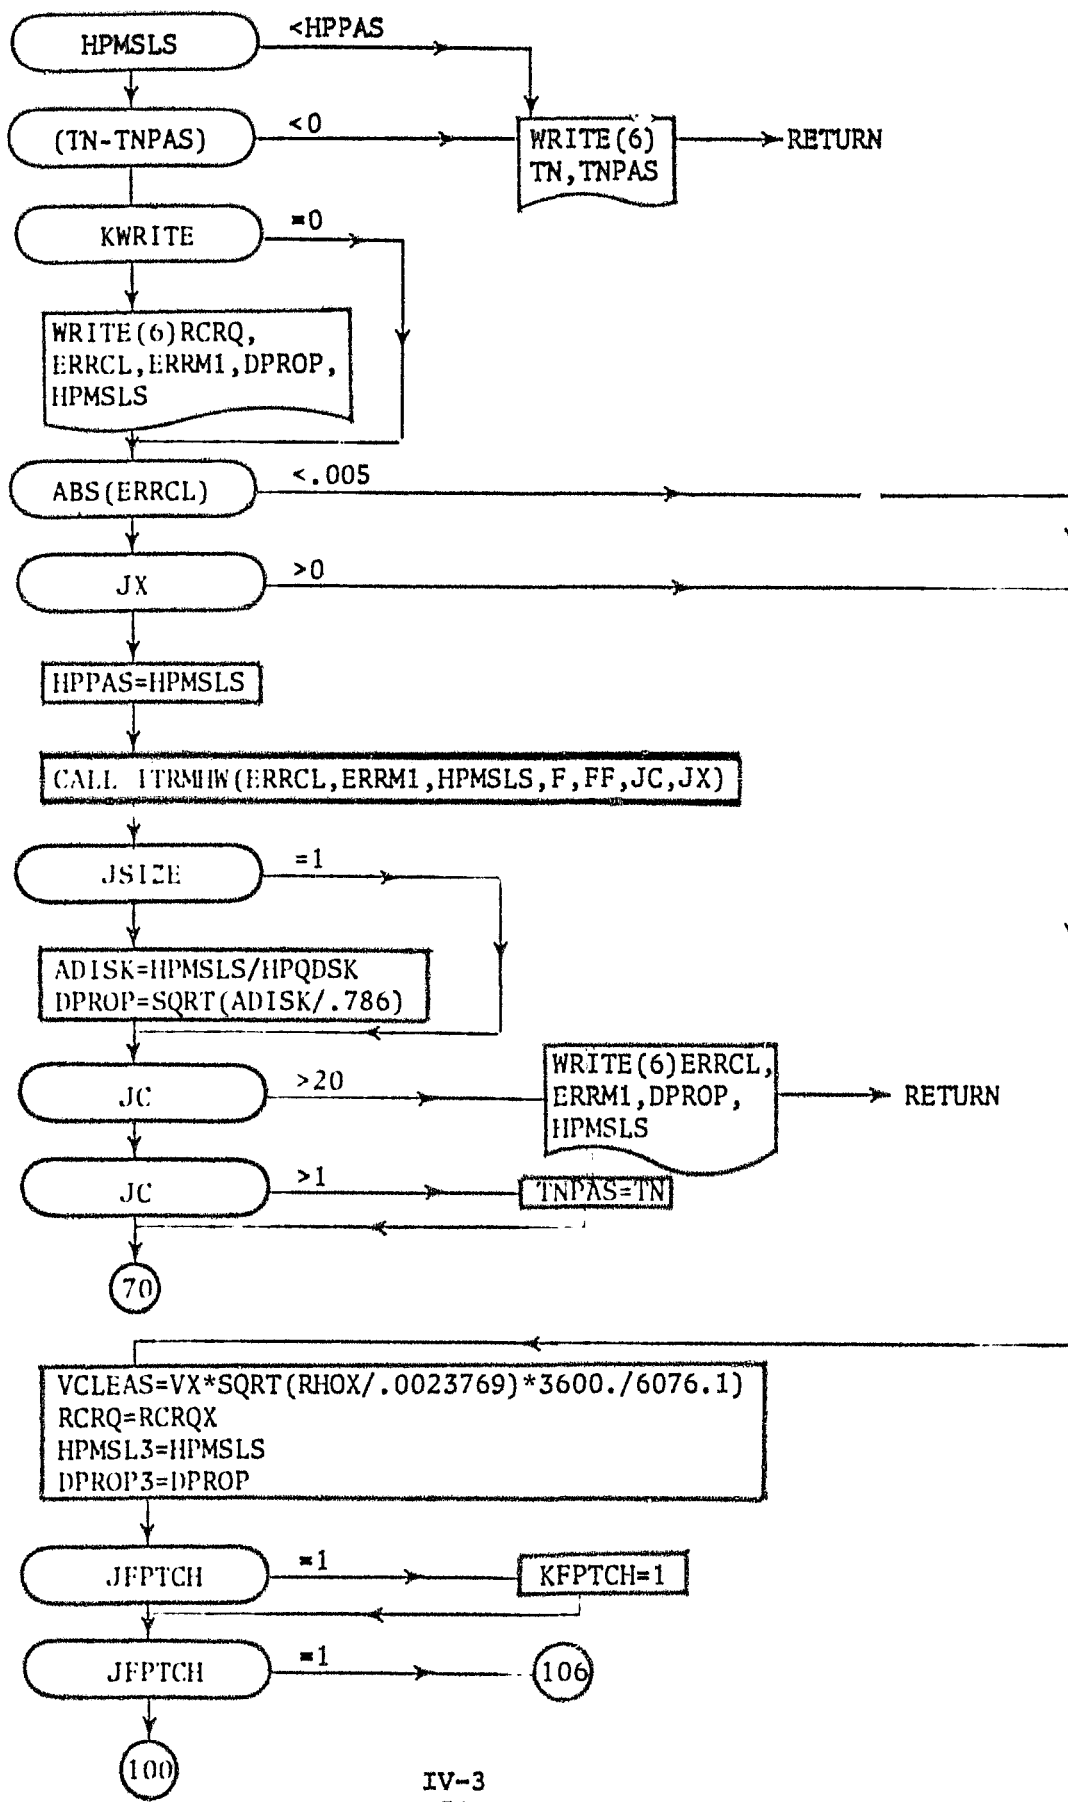 HPMSLS
<HPPAS
(TN-TNPAS)
<0
WRITE(6)
TN,TNPAS
RETURN
KWRITE
=0
WRITE(6)RCRQ,
ERRCL,ERRM1,DPROP,
HPMSLS
ABS(ERRCL)
<.005
JX
>0
HPPAS=HPMSLS
CALL ITRMHW(ERRCL,ERRM1,HPMSLS,F,FF,JC,JX)
JSIZE
=1
ADISK=HPMSLS/HPQDSK
DPROP=SQRT(ADISK/.786)
JC
>20
WRITE(6)ERRCL,
ERRM1,DPROP,
HPMSLS
RETURN
JC
>1
TNPAS=TN
70
VCLEAS=VX*SQRT(RHOX/.0023769)*3600./6076.1)
RCRQ=RCRQX
HPMSL3=HPMSLS
DPROP3=DPROP
JFPTCH
=1
KFPTCH=1
JFPTCH
=1
106
100
IV-3